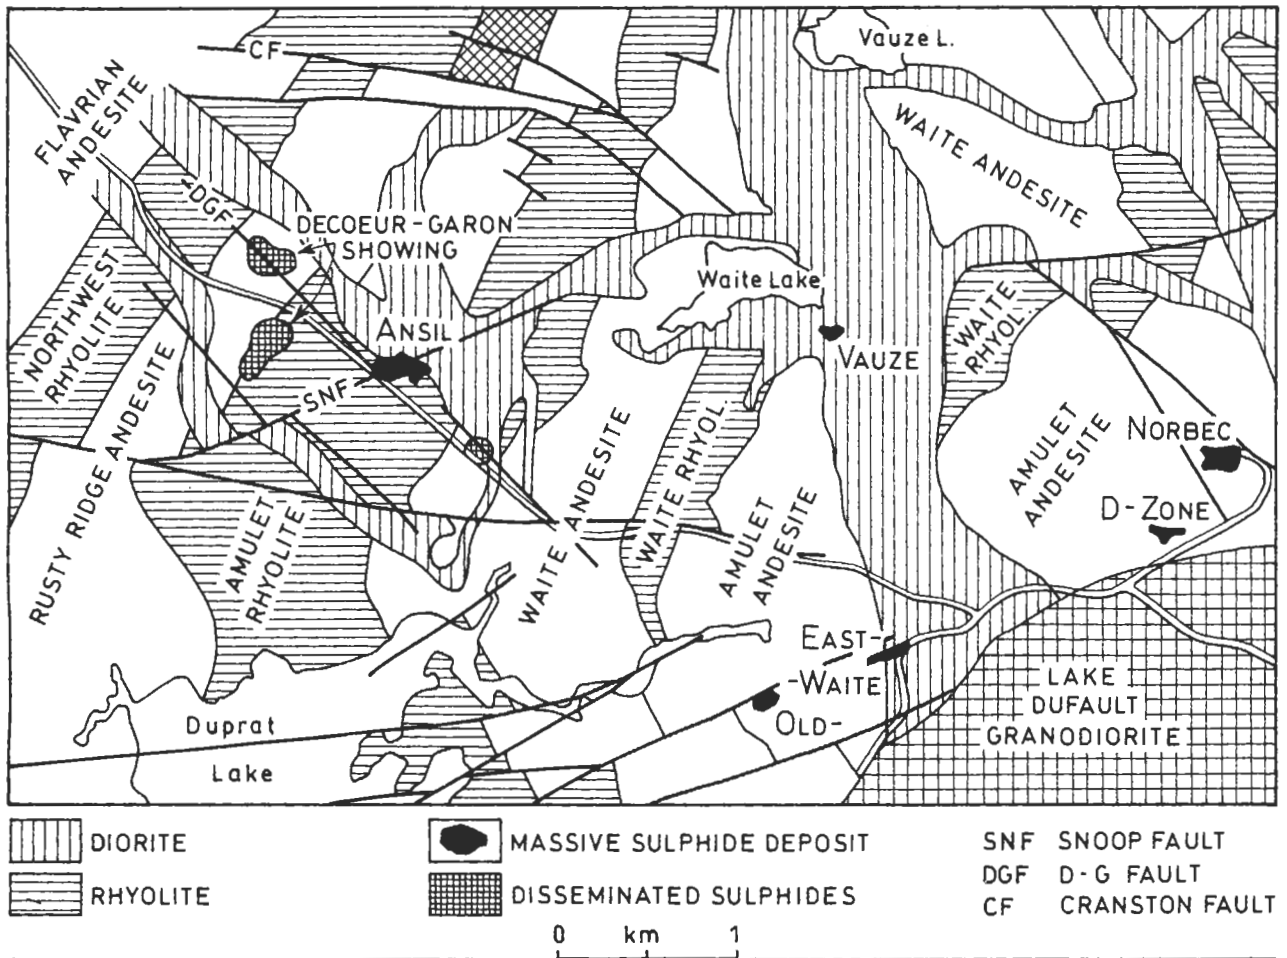 Vauze L.
CF
FLAVRIAN
ANDESITE
WAITE ANDESITE
DGF
DECOEUR-GARON
SHOWING
Waite Lake
NORTHWEST
RHYOLITE
ANSIL
VAUZE
WAITE
RHYOL.
SNF
RUSTY RIDGE ANDESITE
AMULET
RHYOLITE
WAITE ANDESITE
WAITE RHYOL.
AMULET
ANDESITE
AMULET
ANDESITE
NORBEC
D-ZONE
EAST-
-WAITE
OLD-
LAKE
DUFAULT
GRANODIORITE
Duprat
Lake
DIORITE
RHYOLITE
MASSIVE SULPHIDE DEPOSIT
DISSEMINATED SULPHIDES
SNF SNOOP FAULT
DGF D-G FAULT
CF CRANSTON FAULT
0 km 1